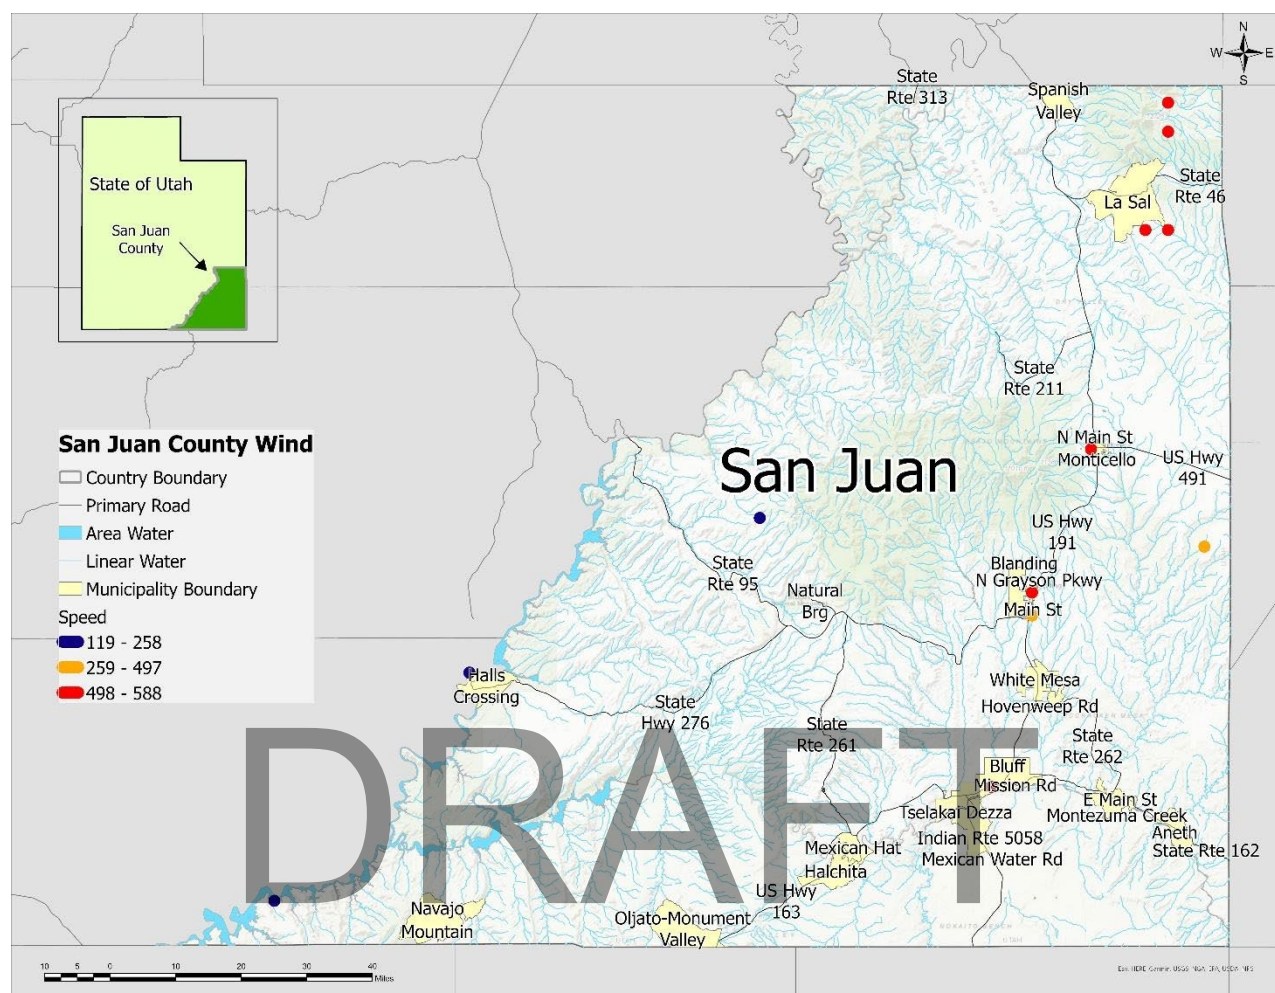 N
W E
S
State
Rte 313
Spanish
Valley
State of Utah
San Juan
County
State
Rte 46
La Sal
State
Rte 211
San Juan County Wind
Country Boundary
Primary Road
Area Water
Linear Water
Municipality Boundary
Speed
119 - 258
259 - 497
498 - 588
San Juan
N Main St
Monticello
US Hwy
491
US Hwy
191
State
Rte 95
Natural
Brg
Blanding
N Grayson Pkwy
Main St
Halls
Crossing
State
Hwy 276
White Mesa
Hovenweep Rd
State
Rte 261
State
Rte 262
DRAFT
Bluff
Mission Rd
E Main St
Montezuma Creek
Tselakai Dezza
Aneth
State Rte 162
Indian Rte 5058
Mexican Water Rd
Mexican Hat
Halchita
US Hwy
163
Navajo
Mountain
Oljato-Monument
Valley
UTAH
10 5 0 10 20 30 40
Miles